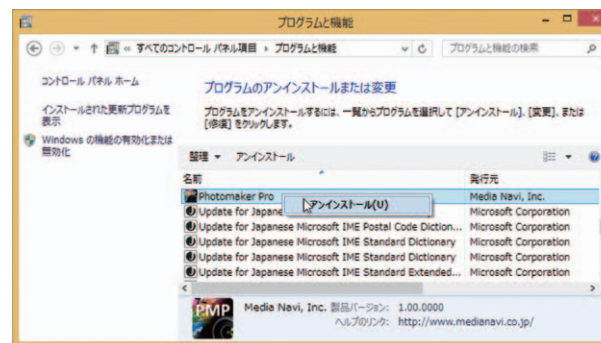 プログラムと機能
« すべてのコントロール パネル項目 ▸ プログラムと機能
プログラムと機能の検索
コントロール パネル ホーム
インストールされた更新プログラムを
表示
Windows の機能の有効化または
無効化
プログラムのアンインストールまたは変更
プログラムをアンインストールするには、一覧からプログラムを選択して [アンインストール]、[変更]、または
[修復] をクリックします。
整理 ▾ アンインストール
名前 発行元
Photomaker Pro Media Navi, Inc.
アンインストール(U)
Update for Japane Microsoft Corporation
Update for Japanese Microsoft IME Postal Code Diction... Microsoft Corporation
Update for Japanese Microsoft IME Standard Dictionary Microsoft Corporation
Update for Japanese Microsoft IME Standard Extended... Microsoft Corporation
PMP
Media Navi, Inc. 製品バージョン: 1.00.0000
ヘルプのリンク: http://www.medianavi.co.jp/